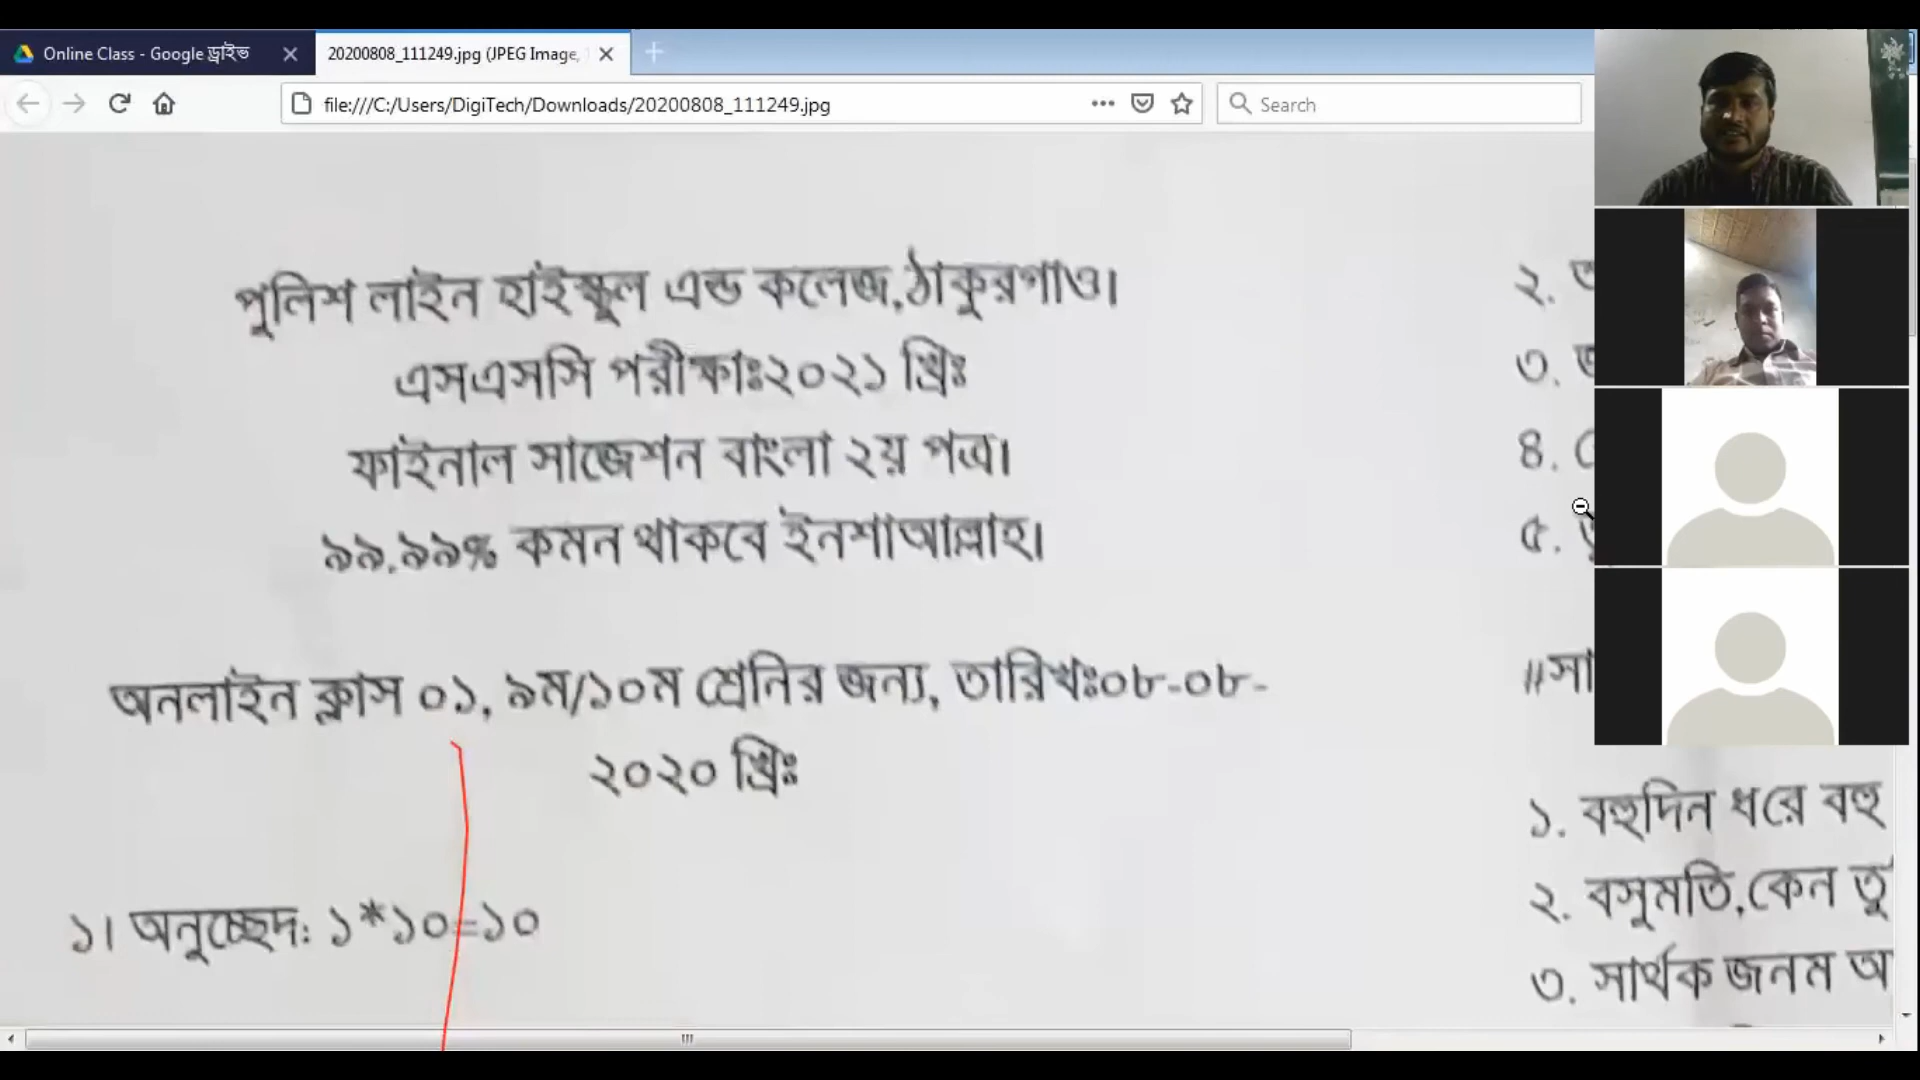 Online Class - Google ড্রাইভ
20200808_111249.jpg (JPEG Image,
file:///C:/Users/DigiTech/Downloads/20200808_111249.jpg
Search
পুলিশ লাইন হাইস্কুল এন্ড কলেজ,ঠাকুরগাও।
এসএসসি পরীক্ষাঃ২০২১ খ্রিঃ
ফাইনাল সাজেশন বাংলা ২য় পত্র।
৯৯.৯৯% কমন থাকবে ইনশাআল্লাহ।
অনলাইন ক্লাস ০১, ৯ম/১০ম শ্রেনির জন্য, তারিখঃ০৮-০৮-
২০২০ খ্রিঃ
১। অনুচ্ছেদ: ১*১০=১০
২.
৩.
৪.
৫.
#সা
১. বহুদিন ধরে বহু
২. বসুমতি,কেন তু
৩. সার্থক জনম অ